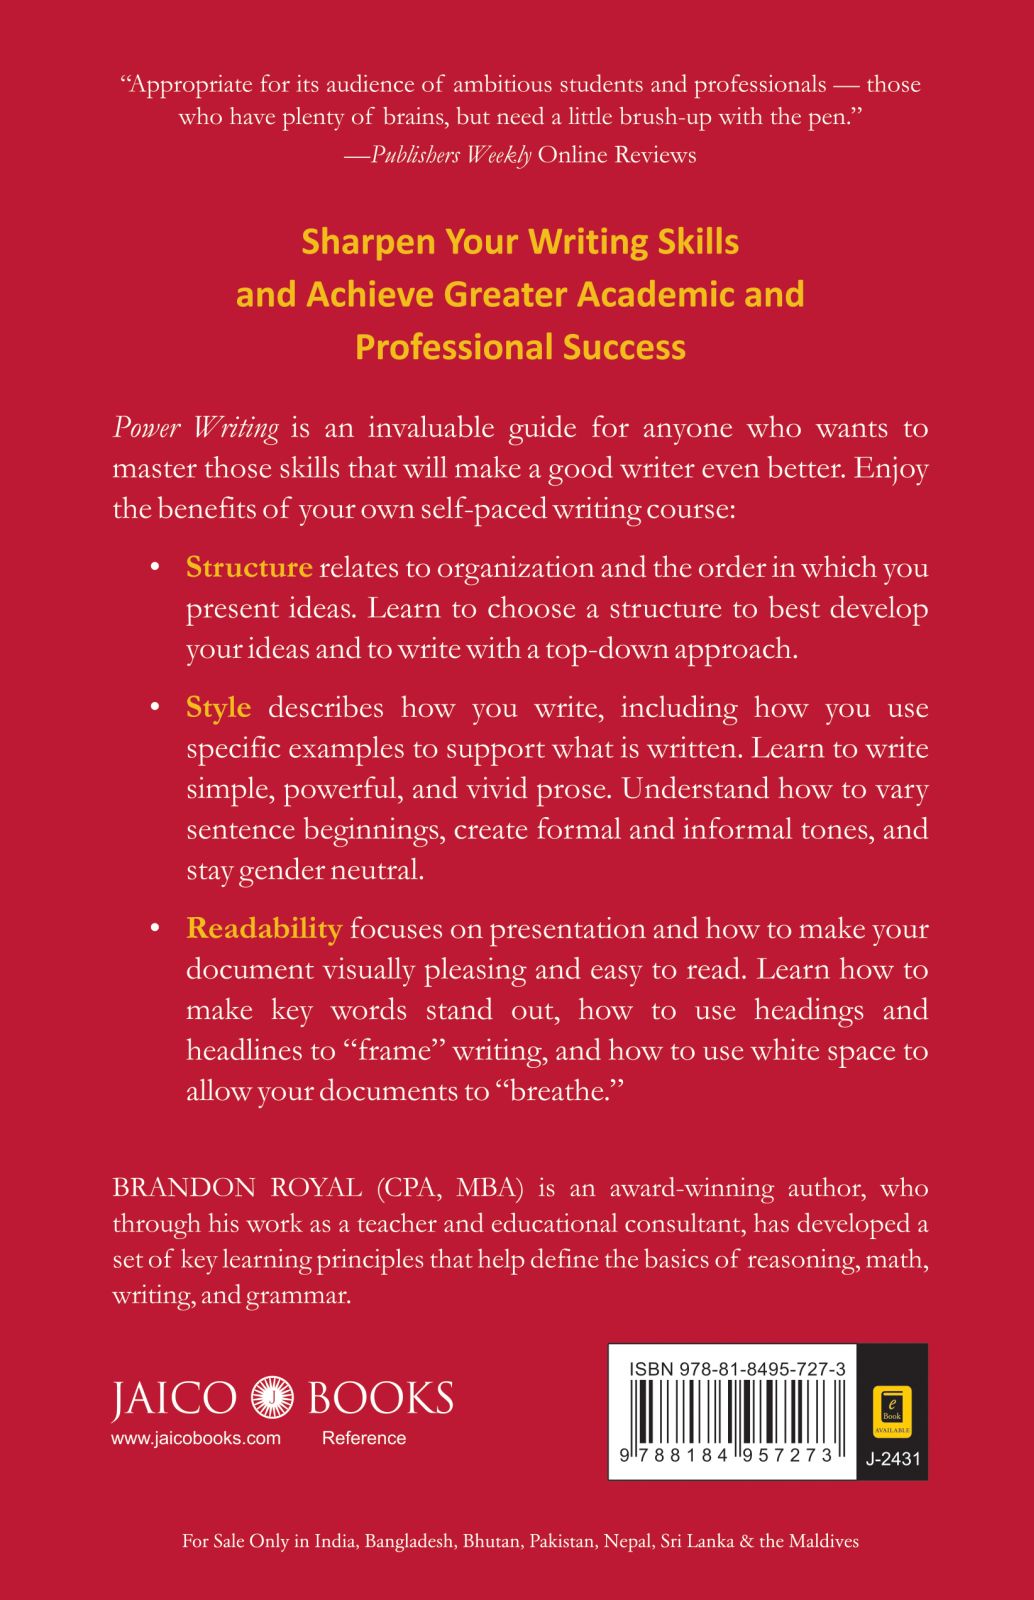 “Appropriate for its audience of ambitious students and professionals — those
who have plenty of brains, but need a little brush-up with the pen.”
—Publishers Weekly Online Reviews
Sharpen Your Writing Skills
and Achieve Greater Academic and
Professional Success
Power Writing is an invaluable guide for anyone who wants to
master those skills that will make a good writer even better. Enjoy
the benefits of your own self-paced writing course:
• Structure relates to organization and the order in which you
present ideas. Learn to choose a structure to best develop
your ideas and to write with a top-down approach.
• Style describes how you write, including how you use
specific examples to support what is written. Learn to write
simple, powerful, and vivid prose. Understand how to vary
sentence beginnings, create formal and informal tones, and
stay gender neutral.
• Readability focuses on presentation and how to make your
document visually pleasing and easy to read. Learn how to
make key words stand out, how to use headings and
headlines to “frame” writing, and how to use white space to
allow your documents to “breathe.”
BRANDON ROYAL (CPA, MBA) is an award-winning author, who
through his work as a teacher and educational consultant, has developed a
set of key learning principles that help define the basics of reasoning, math,
writing, and grammar.
JAICO J BOOKS
www.jaicobooks.com Reference
ISBN 978-81-8495-727-3
9 788184 957273
e
Book
AVAILABLE
J-2431
For Sale Only in India, Bangladesh, Bhutan, Pakistan, Nepal, Sri Lanka & the Maldives